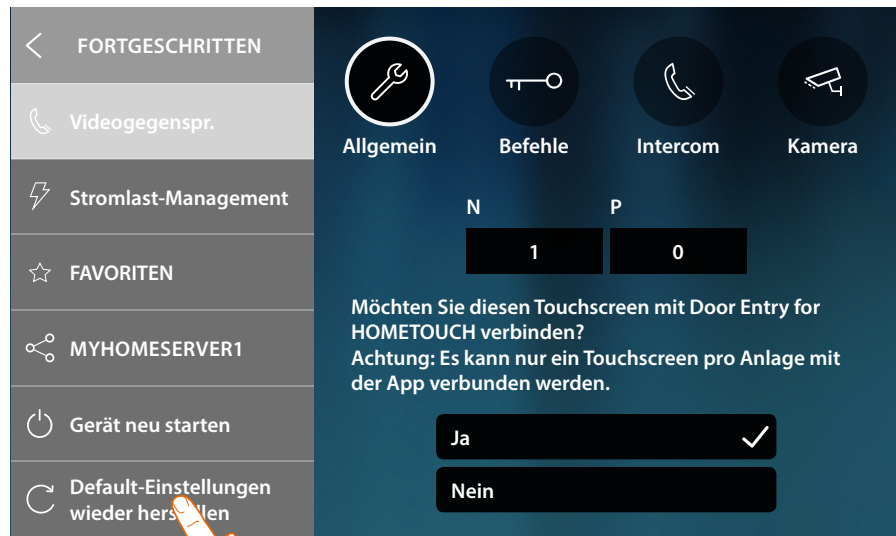 FORTGESCHRITTEN
Videogegenspr.
Stromlast-Management
FAVORITEN
MYHOMESERVER1
Gerät neu starten
Default-Einstellungen
wieder
Allgemein
Befehle
Intercom
Kamera
N
P
1
0
Möchten Sie diesen Touchscreen mit Door Entry for
HOMETOUCH verbinden?
Achtung: Es kann nur ein Touchscreen pro Anlage mit
der App verbunden werden.
Ja
Nein